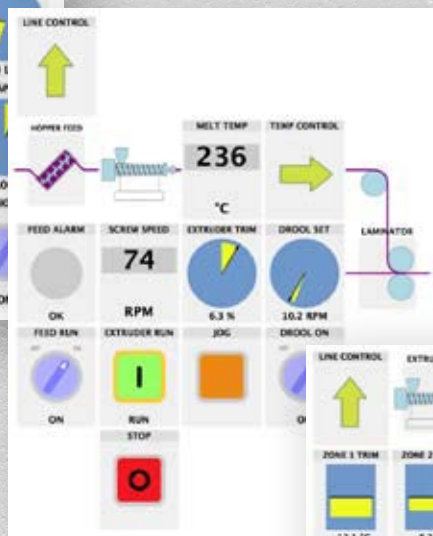 LINE CONTROL
HOPPER FEED
MELT TEMP
TEMP CONTROL
236
°C
FEED ALARM
SCREW SPEED
EXTRUDER TRIM
DROOL SET
LAMINATOR
74
OK
RPM
6.3 %
10.2 RPM
FEED RUN
EXTRUDER RUN
JOG
DROOL ON
I
ON
RUN
STOP
O
LINE CONTROL
ZONE 1 TRIM
ZONE 2